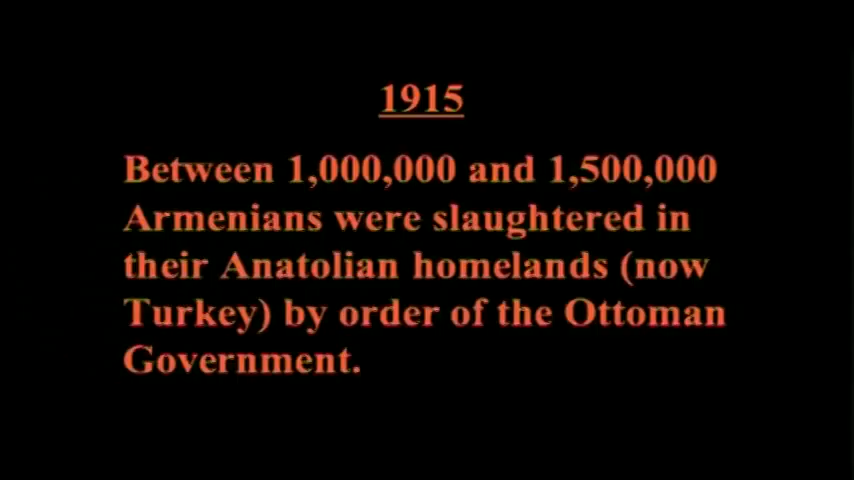 1915
Between 1,000,000 and 1,500,000
Armenians were slaughtered in
their Anatolian homelands (now
Turkey) by order of the Ottoman
Government.